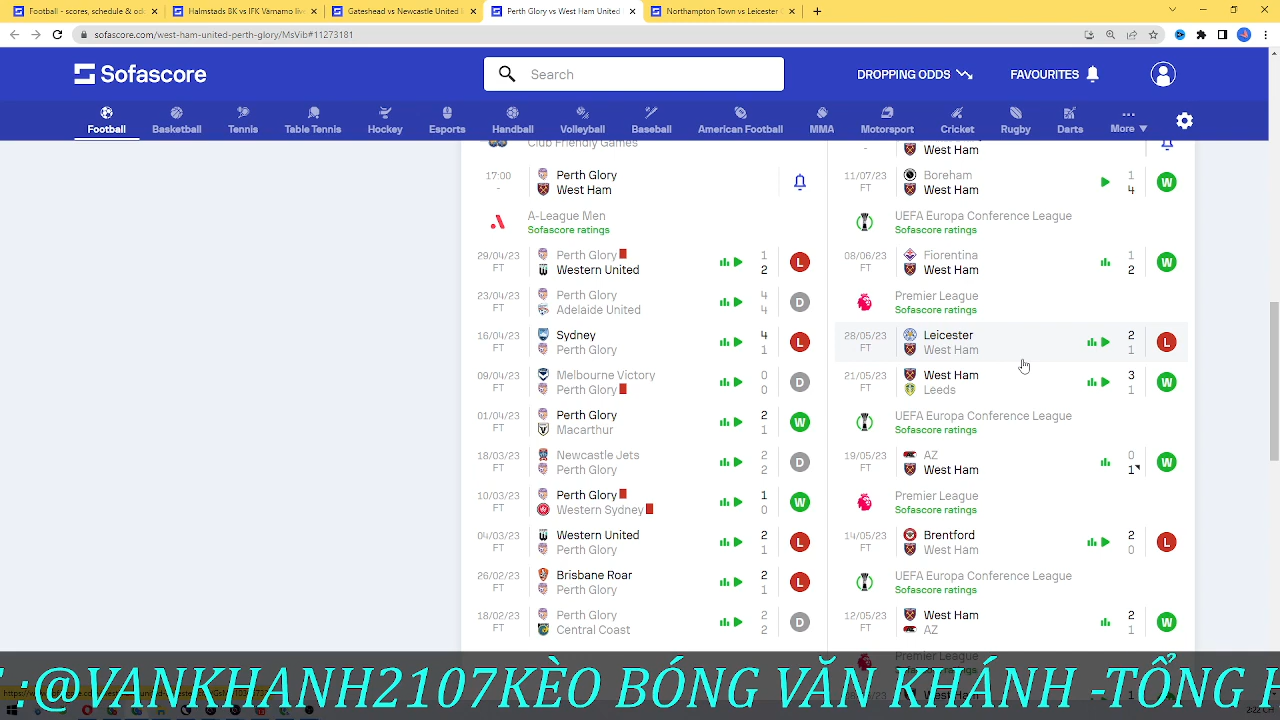 Football - scores, schedule & odds
Halmstads BK vs IFK Varnamo live
Gateshead vs Newcastle United l
Perth Glory vs West Ham United l
Northampton Town vs Leicester C
sofascore.com/west-ham-united-perth-glory/MsVib#11273181
Sofascore
Search
DROPPING ODDS
FAVOURITES
Football
Basketball
Tennis
Table Tennis
Hockey
Esports
Handball
Volleyball
Baseball
American Football
MMA
Motorsport
Cricket
Rugby
Darts
More
Club Friendly Games
17:00 Perth Glory
- West Ham
A-League Men
Sofascore ratings
29/04/23 Perth Glory 1
FT Western United 2 L
23/04/23 Perth Glory 4
FT Adelaide United 4 D
16/04/23 Sydney 4
FT Perth Glory 1 L
09/04/23 Melbourne Victory 0
FT Perth Glory 0 D
01/04/23 Perth Glory 2
FT Macarthur 1 W
18/03/23 Newcastle Jets 2
FT Perth Glory 2 D
10/03/23 Perth Glory 1
FT Western Sydney 0 W
04/03/23 Western United 2
FT Perth Glory 1 L
26/02/23 Brisbane Roar 2
FT Perth Glory 1 L
18/02/23 Perth Glory 2
FT Central Coast 2 D
- West Ham
11/07/23 Boreham 1
FT West Ham 4 W
UEFA Europa Conference League
Sofascore ratings
08/06/23 Fiorentina 1
FT West Ham 2 W
Premier League
Sofascore ratings
28/05/23 Leicester 2
FT West Ham 1 L
21/05/23 West Ham 3
FT Leeds 1 W
UEFA Europa Conference League
Sofascore ratings
19/05/23 AZ 0
FT West Ham 1 W
Premier League
Sofascore ratings
14/05/23 Brentford 2
FT West Ham 0 L
UEFA Europa Conference League
Sofascore ratings
12/05/23 West Ham 2
FT AZ 1 W
Premier League
:@VANKHANH2107KÈO BÓNG VĂN KHÁNH -TỔNG H